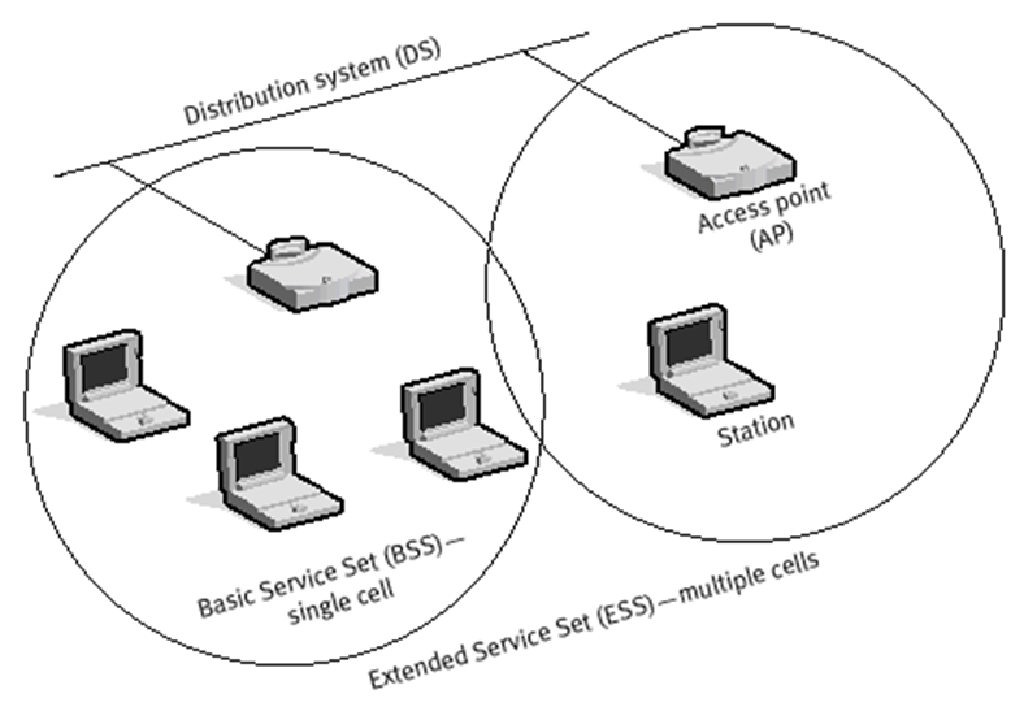 Distribution system (DS)
Access point
(AP)
Station
Basic Service Set (BSS)—
single cell
Extended Service Set (ESS)—multiple cells